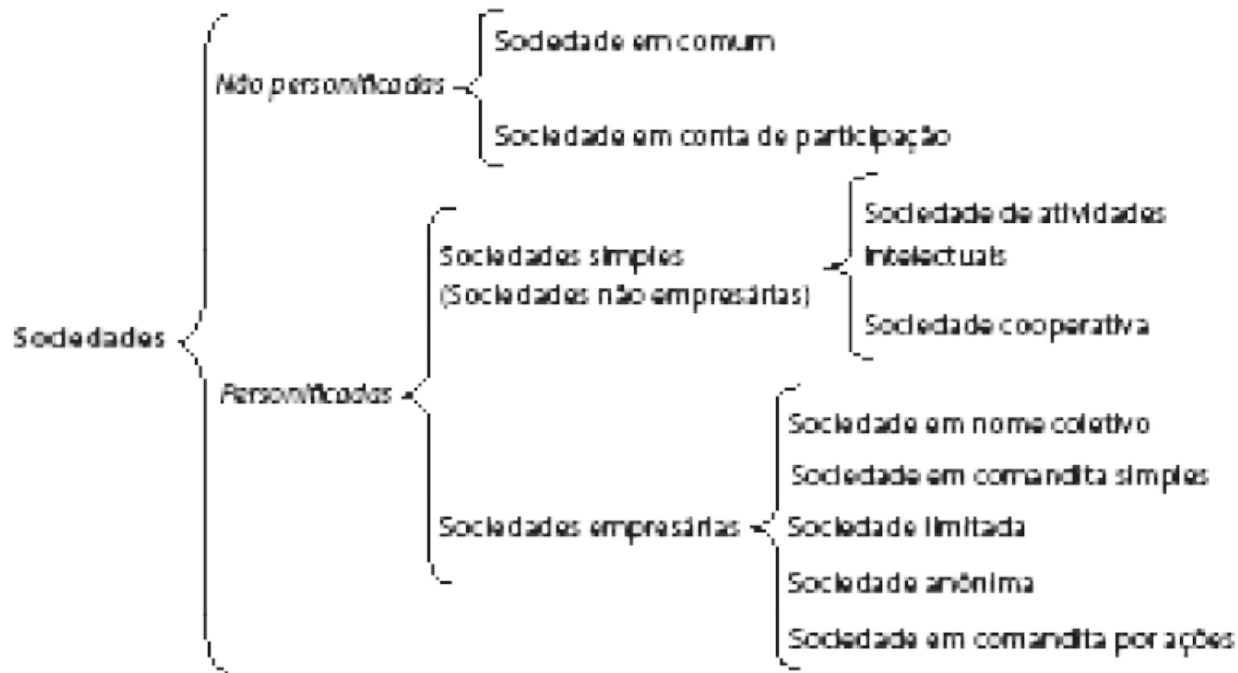 Sociedade em comum
Não personificadas
Sociedade em conta de participação
Sociedade de atividades
Sociedades simples
intelectuais
(Sociedades não empresárias)
Sociedade cooperativa
Sociedades
Personificadas
Sociedade em nome coletivo
Sociedade em comandita simples
Sociedades empresárias
Sociedade limitada
Sociedade anônima
Sociedade em comandita por ações